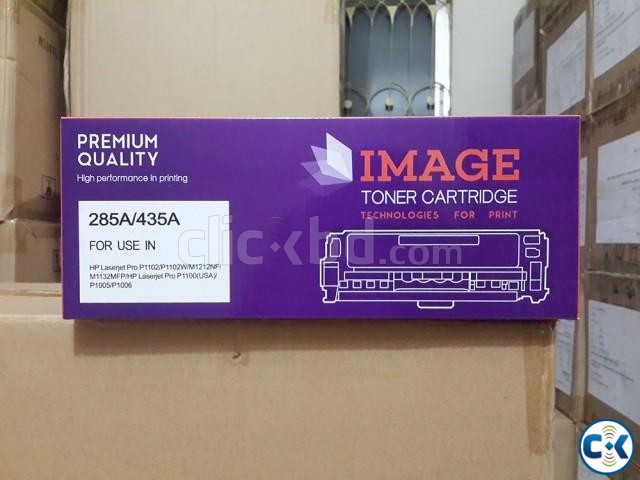 PREMIUM
QUALITY
High performance in printing
285A/435A
FOR USE IN
HP Laserjet Pro P1102/P1102W/M1212NF/
M1132MFP/HP Laserjet Pro P1100(USA)/
P1005/P1006
IMAGE
TONER CARTRIDGE
TECHNOLOGIES FOR PRINT
clickbd.com
CK